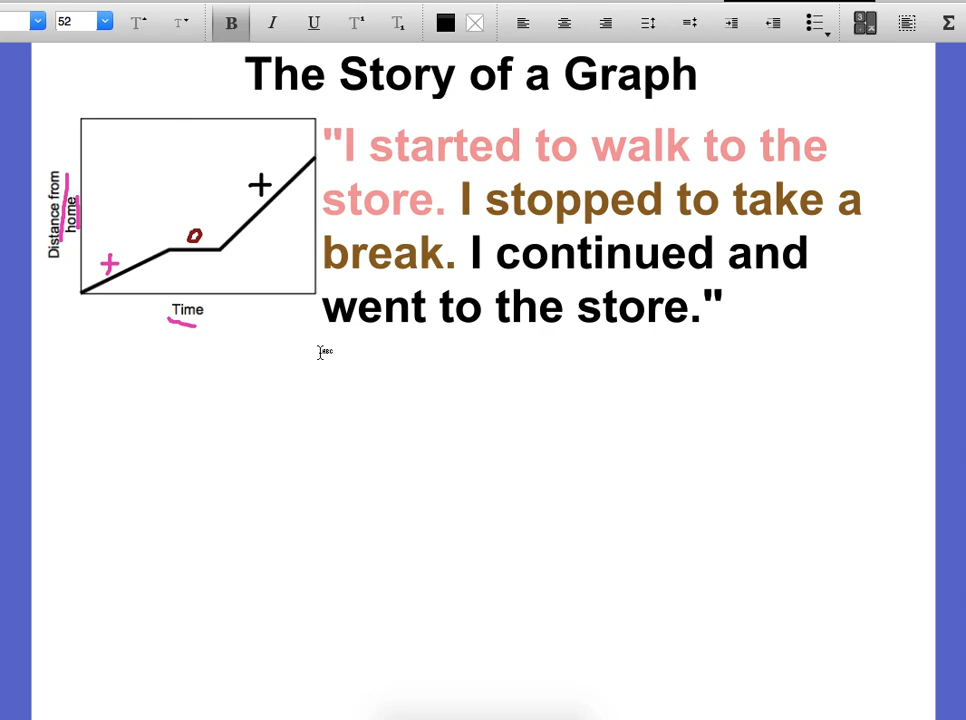 52
B I U T T
The Story of a Graph
"I started to walk to the
store. I stopped to take a
break. I continued and
went to the store."
Distance from
home
Time
+
0
+
ABC